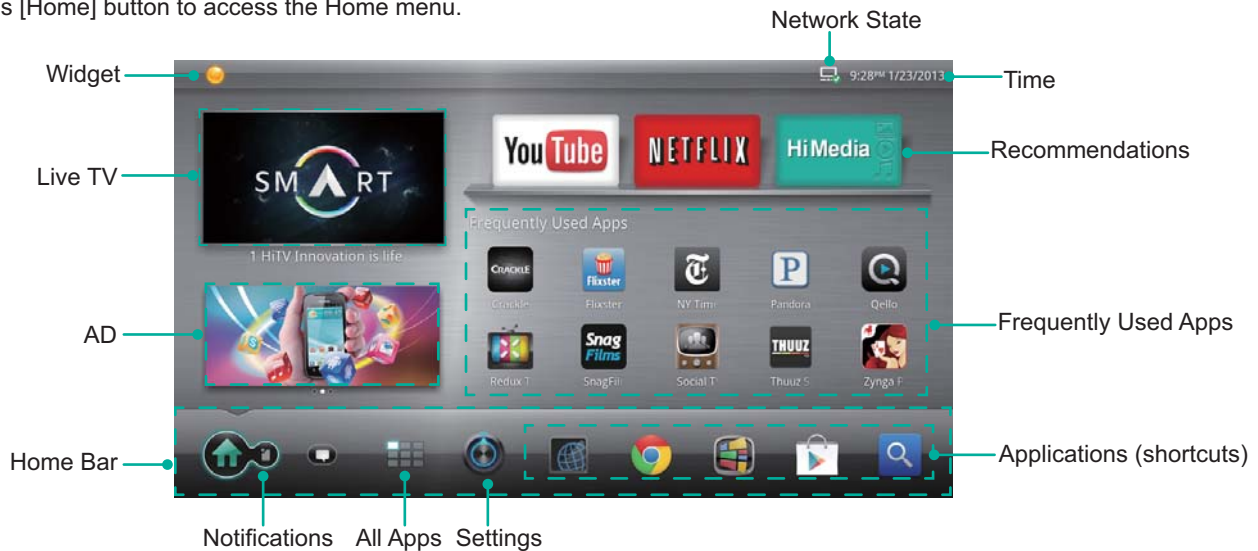 s [Home] button to access the Home menu.
Network State
Widget
9:28PM 1/23/2013
Time
You Tube
NETFLIX
HiMedia
Recommendations
Live TV
SMART
Frequently Used Apps
1 HiTV Innovation is life
CRACKLE
Flixster
T
P
Q
Crackle
Flixster
NY Tim
Pandora
Qello
AD
Frequently Used Apps
Snag Films
THUUZ
Redux T
SnagFil
Social T
Thuuz S
Zynga P
Home Bar
Applications (shortcuts)
Notifications
All Apps
Settings